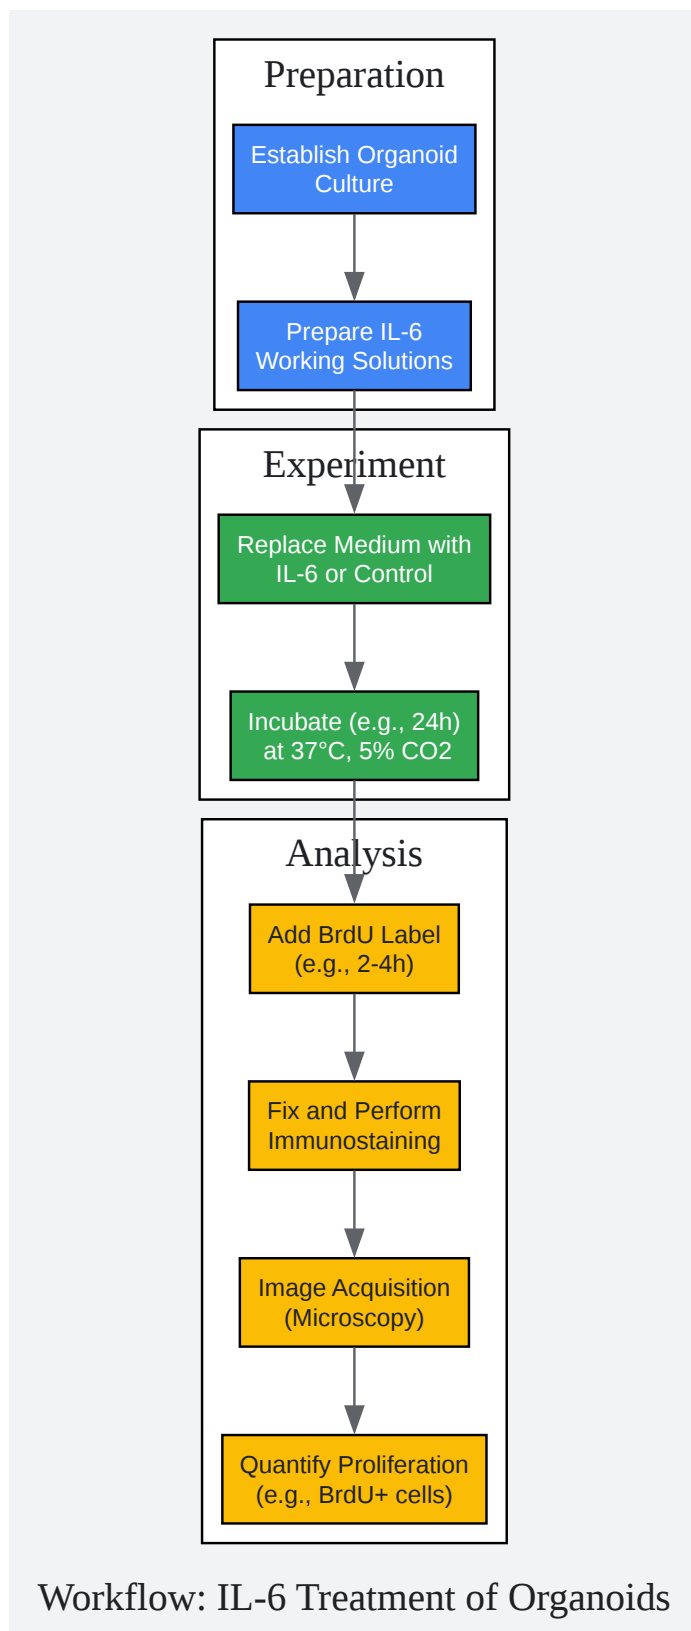 Preparation
Establish Organoid
Culture
Prepare IL-6
Working Solutions
Experiment
Replace Medium with
IL-6 or Control
Incubate (e.g., 24h)
at 37°C, 5% CO2
Analysis
Add BrdU Label
(e.g., 2-4h)
Fix and Perform
Immunostaining
Image Acquisition
(Microscopy)
Quantify Proliferation
(e.g., BrdU+ cells)
Workflow: IL-6 Treatment of Organoids